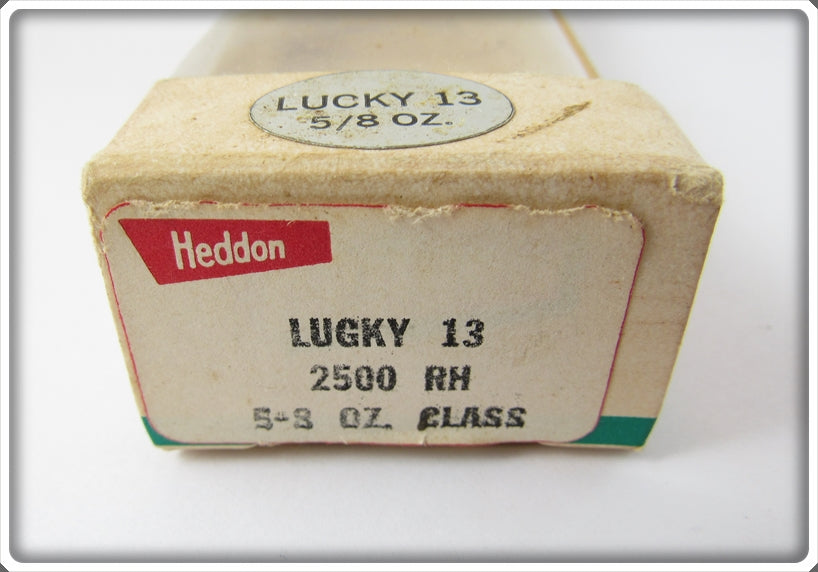 LUCKY 13
5/8 OZ.
Heddon
LUCKY 13
2500 RH
5-8 OZ. CLASS